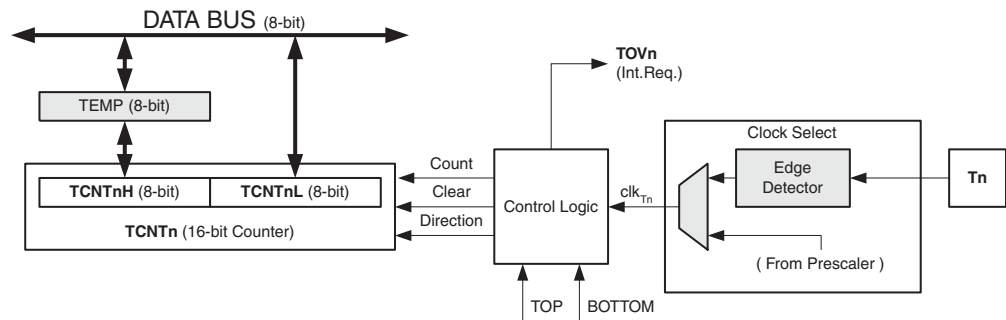 DATA BUS (8-bit)
TOVn
(Int.Req.)
TEMP (8-bit)
Clock Select
Count
Edge
Detector
Tn
TCNTnH (8-bit)
TCNTnL (8-bit)
Clear
Control Logic
clkTn
TCNTn (16-bit Counter)
Direction
( From Prescaler )
TOP
BOTTOM